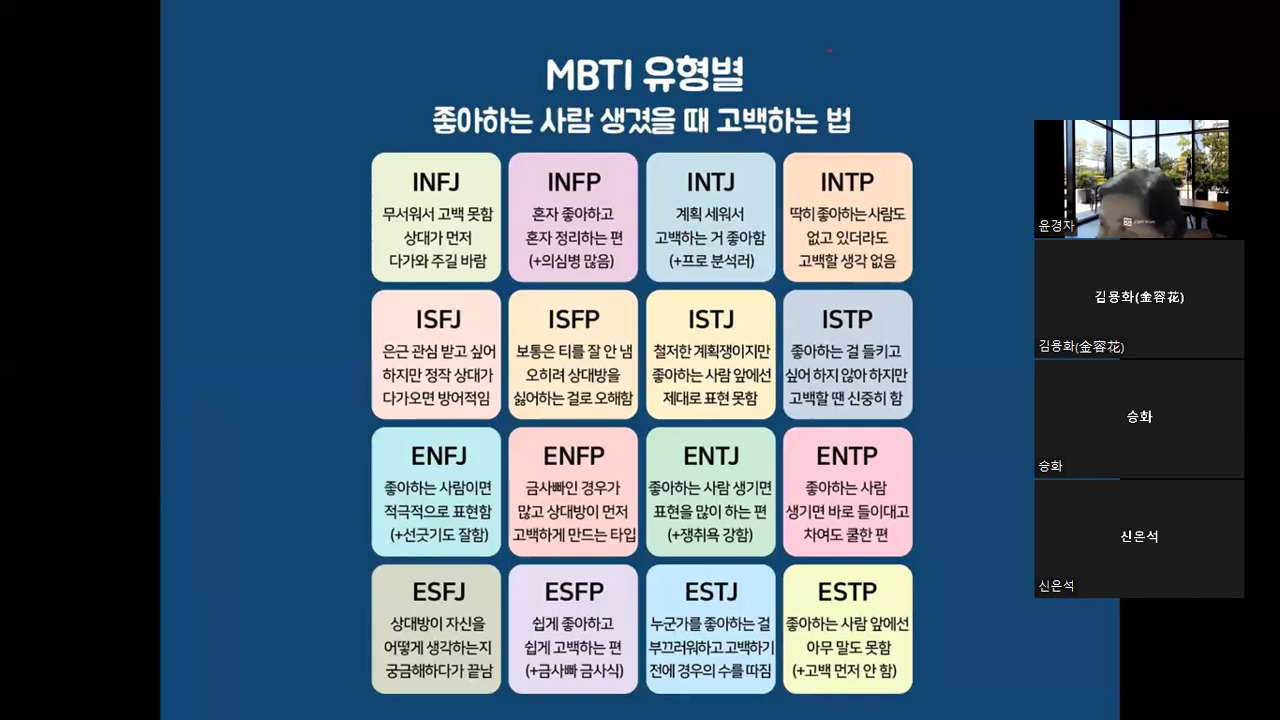 MBTI 유형별
좋아하는 사람 생겼을 때 고백하는 법
INFJ
무서워서 고백 못함
상대가 먼저
다가와 주길 바람
INFP
혼자 좋아하고
혼자 정리하는 편
(+의심병 많음)
INTJ
계획 세워서
고백하는 거 좋아함
(+프로 분석러)
INTP
딱히 좋아하는 사람도
없고 있더라도
고백할 생각 없음
ISFJ
은근 관심 받고 싶어
하지만 정작 상대가
다가오면 방어적임
ISFP
보통은 티를 잘 안 냄
오히려 상대방을
싫어하는 걸로 오해함
ISTJ
철저한 계획쟁이지만
좋아하는 사람 앞에선
제대로 표현 못함
ISTP
좋아하는 걸 들키고
싶어 하지 않아 하지만
고백할 땐 신중히 함
ENFJ
좋아하는 사람이면
적극적으로 표현함
(+선긋기도 잘함)
ENFP
금사빠인 경우가
많고 상대방이 먼저
고백하게 만드는 타입
ENTJ
좋아하는 사람 생기면
표현을 많이 하는 편
(+쟁취욕 강함)
ENTP
좋아하는 사람
생기면 바로 들이대고
차여도 쿨한 편
ESFJ
상대방이 자신을
어떻게 생각하는지
궁금해하다가 끝남
ESFP
쉽게 좋아하고
쉽게 고백하는 편
(+금사빠 금사식)
ESTJ
누군가를 좋아하는 걸
부끄러워하고 고백하기
전에 경우의 수를 따짐
ESTP
좋아하는 사람 앞에선
아무 말도 못함
(+고백 먼저 안 함)
윤경자
김용화(金容花)
김용화(金容花)
승화
승화
신은석
신은석